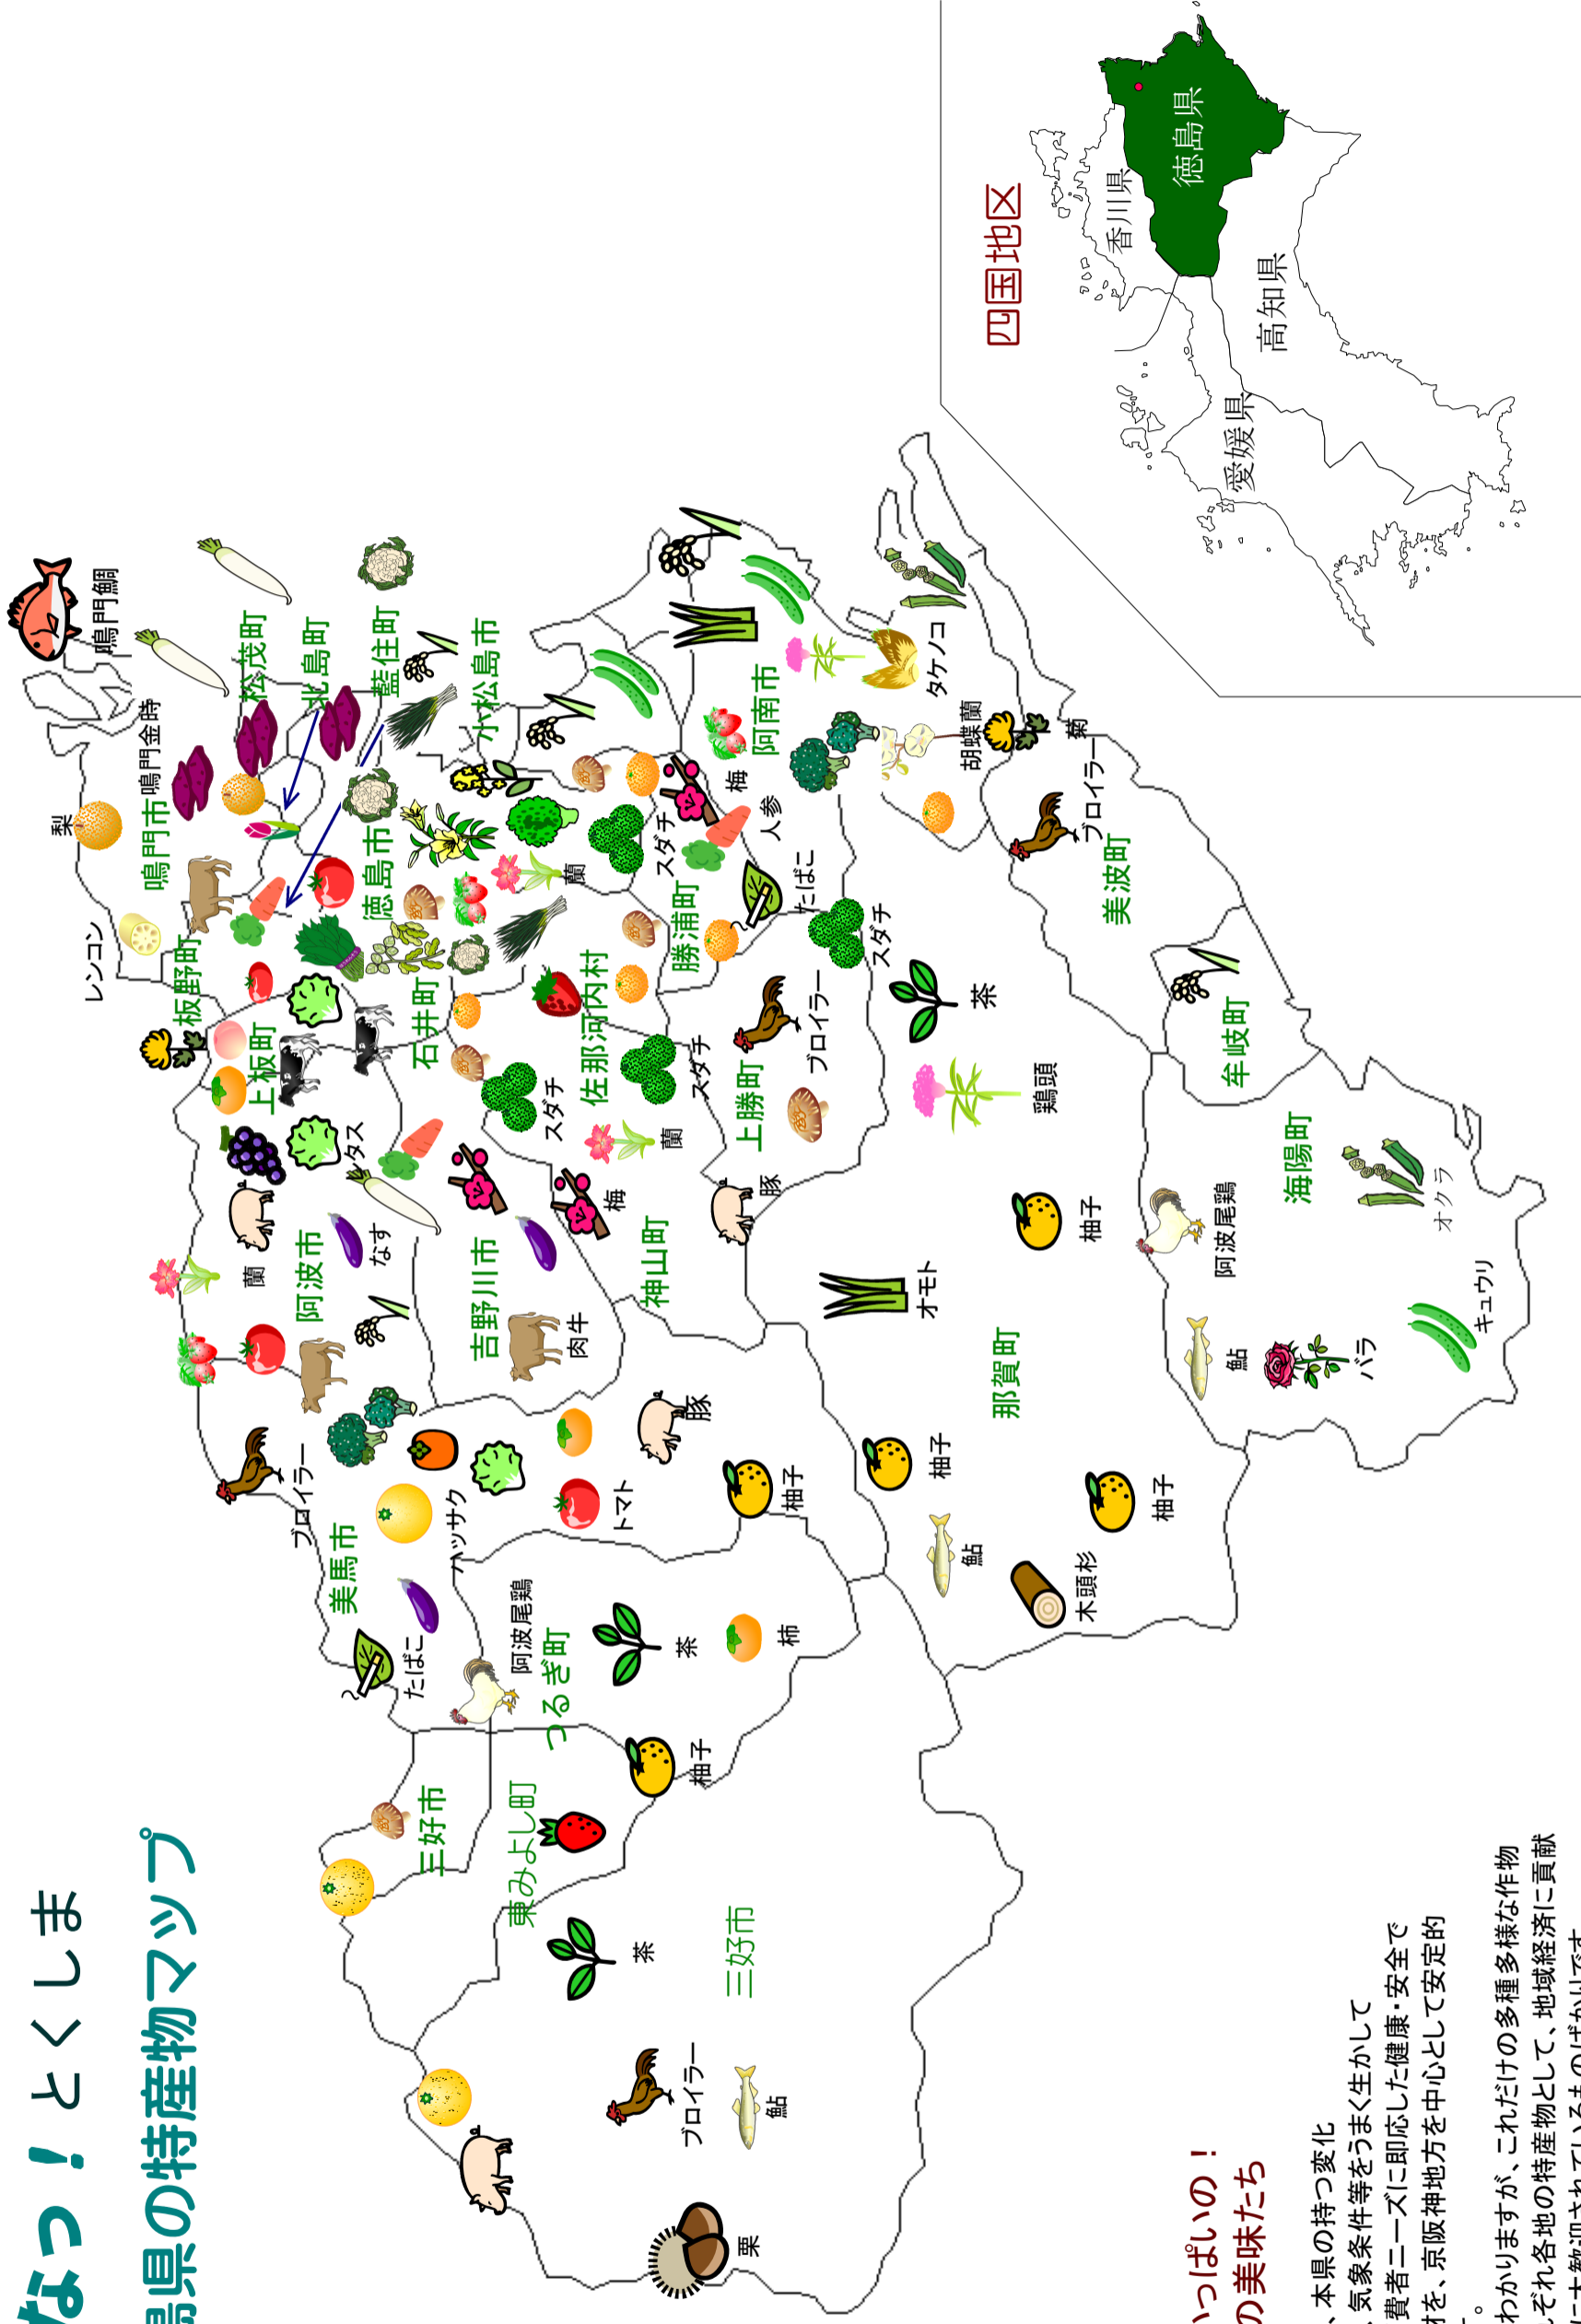 なっ！とくしま
島県の特産物マップ
鳴門鯛
梨
レンコン
鳴門金時
鳴門市
松茂町
北島町
藍住町
板野町
上板町
徳島市
石井町
小松島市
蘭
阿波市
タス
なす
ブロイラー
美馬市
ハッサク
たばこ
三好市
阿波尾鶏
つるぎ町
東みよし町
吉野川市
肉牛
スダチ
梅
蘭
佐那河内村
蘭
スダチ
スダチ
神山町
トマト
豚
茶
柚子
茶
三好市
ブロイラー
鮎
栗
柿
柚子
豚
上勝町
ブロイラー
勝浦町
たばこ
人参
梅
阿南市
タケノコ
胡蝶蘭
菊
スダチ
茶
鶏頭
オモト
那賀町
柚子
柚子
柚子
鮎
木頭杉
ブロイラー
美波町
牟岐町
海陽町
阿波尾鶏
鮎
バラ
オクラ
キュウリ
四国地区
香川県
徳島県
愛媛県
高知県
いっぱいの！
の美味たち
、本県の持つ変化
気象条件等をうまく生かして
費者ニーズに即応した健康・安全で
を、京阪神地方を中心として安定的
。
わかりますが、これだけの多種多様な作物
ぞれ各地の特産物として、地域経済に貢献
大歓迎されているものばかりです